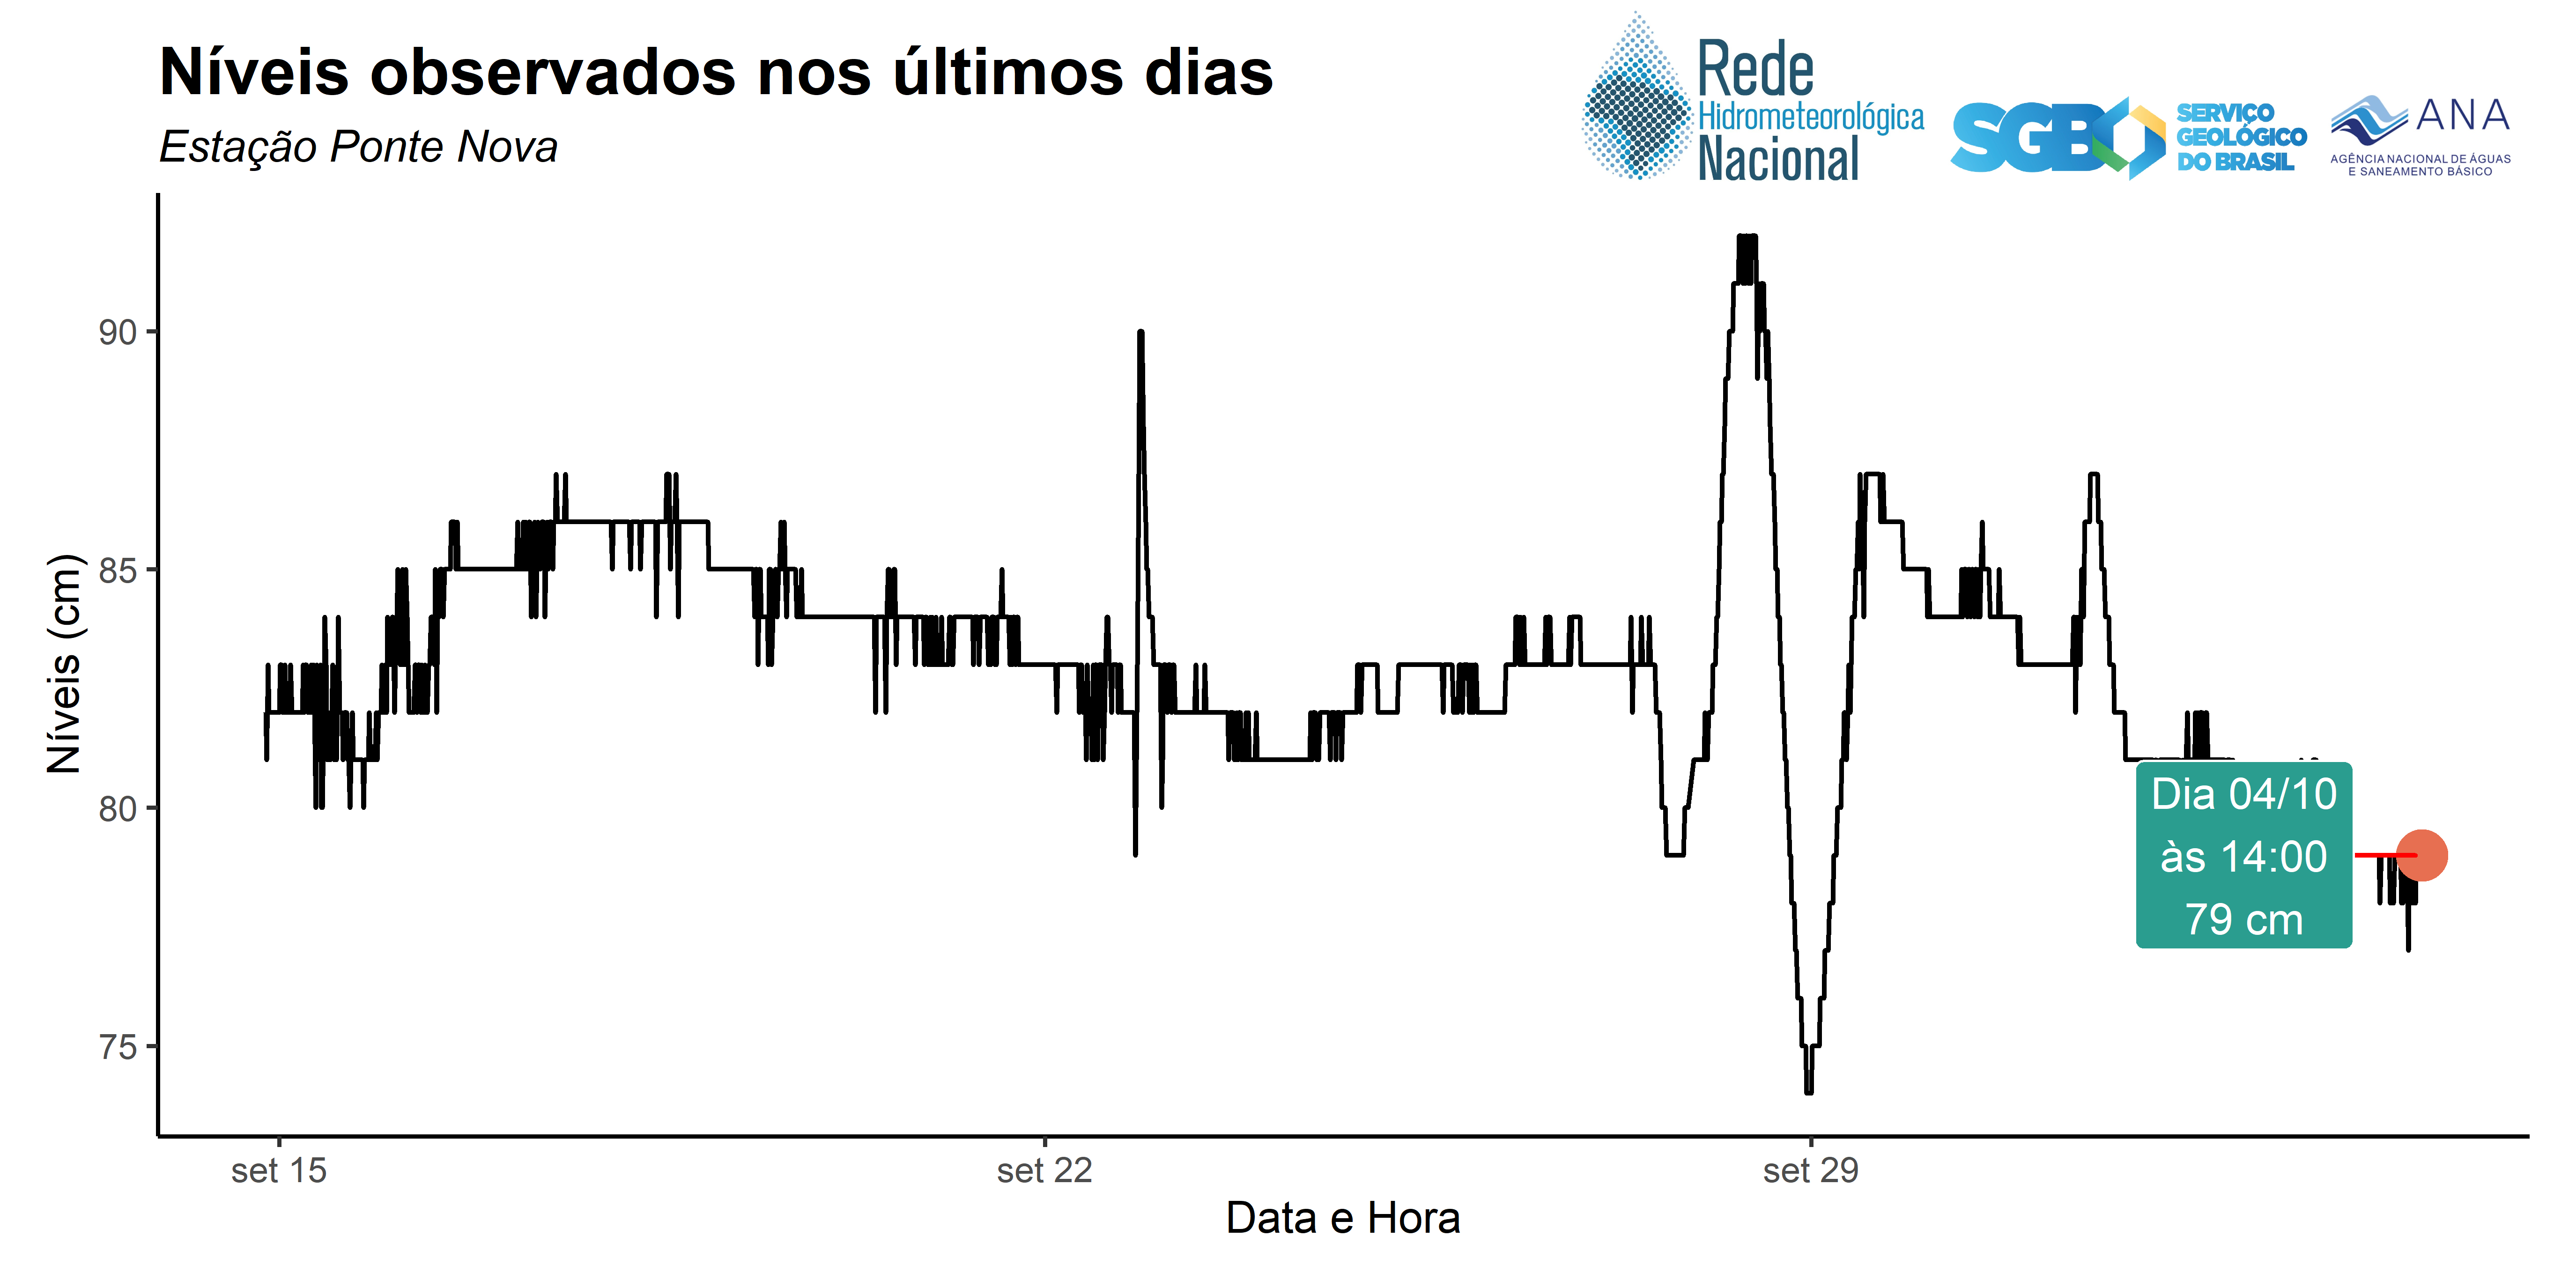 Níveis observados nos últimos dias
Estação Ponte Nova
Rede
Hidrometeorológica
Nacional
SGB
SERVIÇO
GEOLÓGICO
DO BRASIL
ANA
AGÊNCIA NACIONAL DE ÁGUAS
E SANEAMENTO BÁSICO
Níveis (cm)
90
85
80
75
Dia 04/10
às 14:00
79 cm
set 15
set 22
set 29
Data e Hora